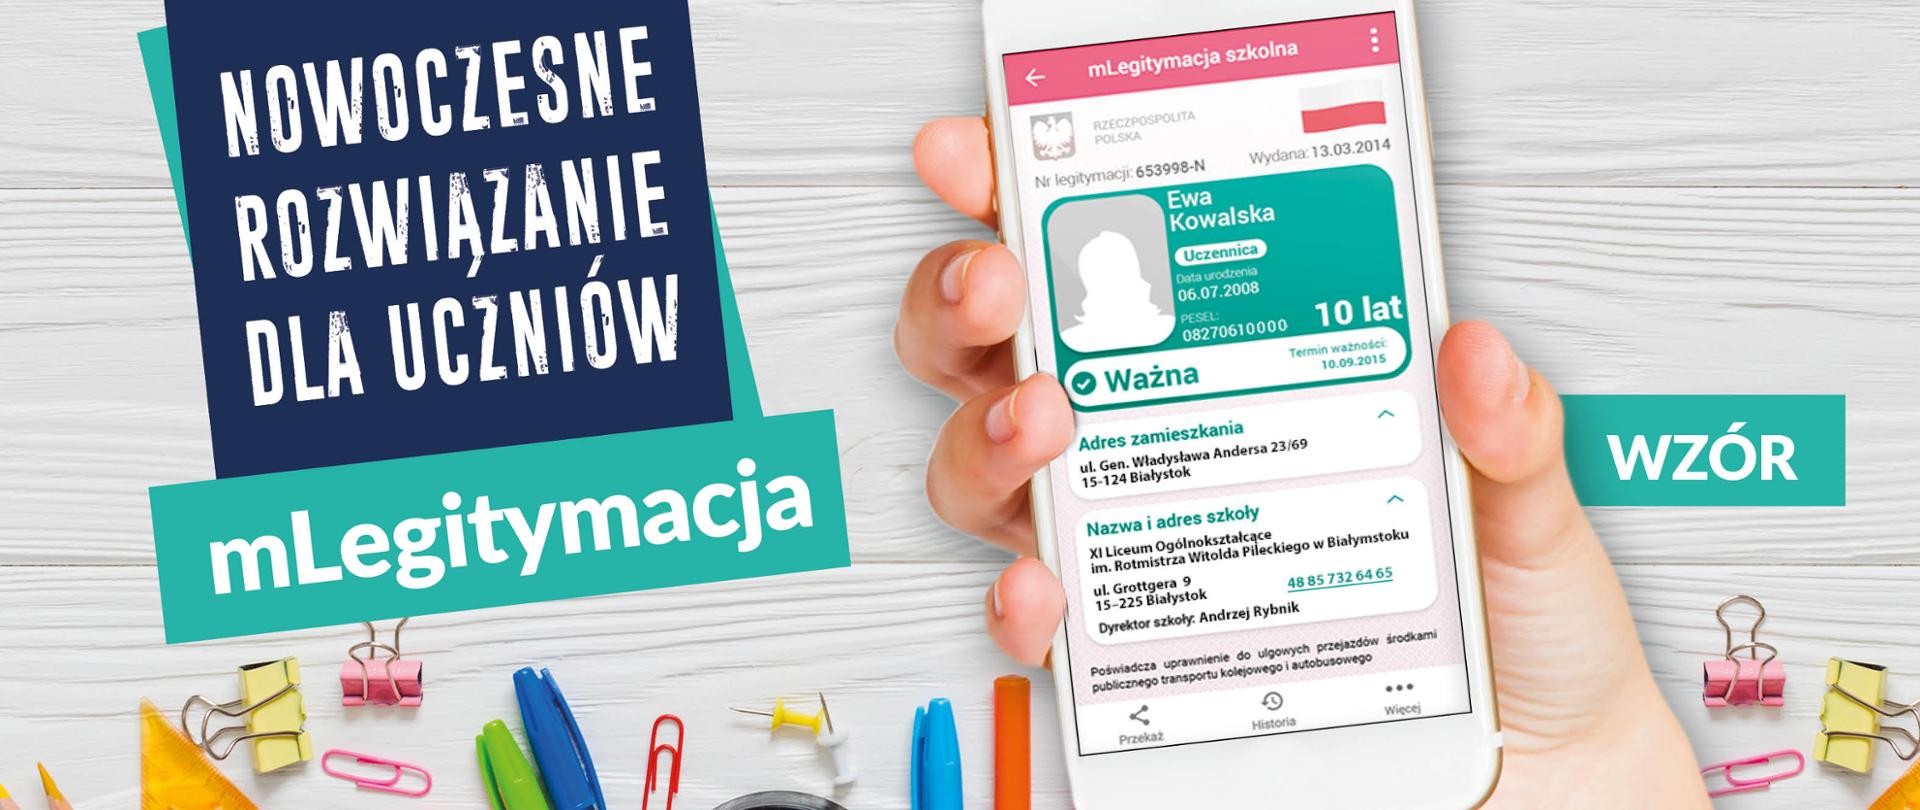 NOWOCZESNE
ROZWIĄZANIE
DLA UCZNIÓW
mLegitymacja
mLegitymacja szkolna
RZECZPOSPOLITA
POLSKA
Nr legitymacji: 653998-N
Wydana: 13.03.2014
Ewa
Kowalska
Uczennica
Data urodzenia
06.07.2008
PESEL:
08270610000
10 lat
Ważna
Termin ważności:
10.09.2015
Adres zamieszkania
ul. Gen. Władysława Andersa 23/69
15-124 Białystok
Nazwa i adres szkoły
XI Liceum Ogólnokształcące
im. Rotmistrza Witolda Pileckiego w Białymstoku
ul. Grottgera 9
15-225 Białystok
48 85 732 64 65
Dyrektor szkoły: Andrzej Rybnik
Poświadcza uprawnienie do ulgowych przejazdów środkami
publicznego transportu kolejowego i autobusowego
Przekaż
Historia
Więcej
WZÓR